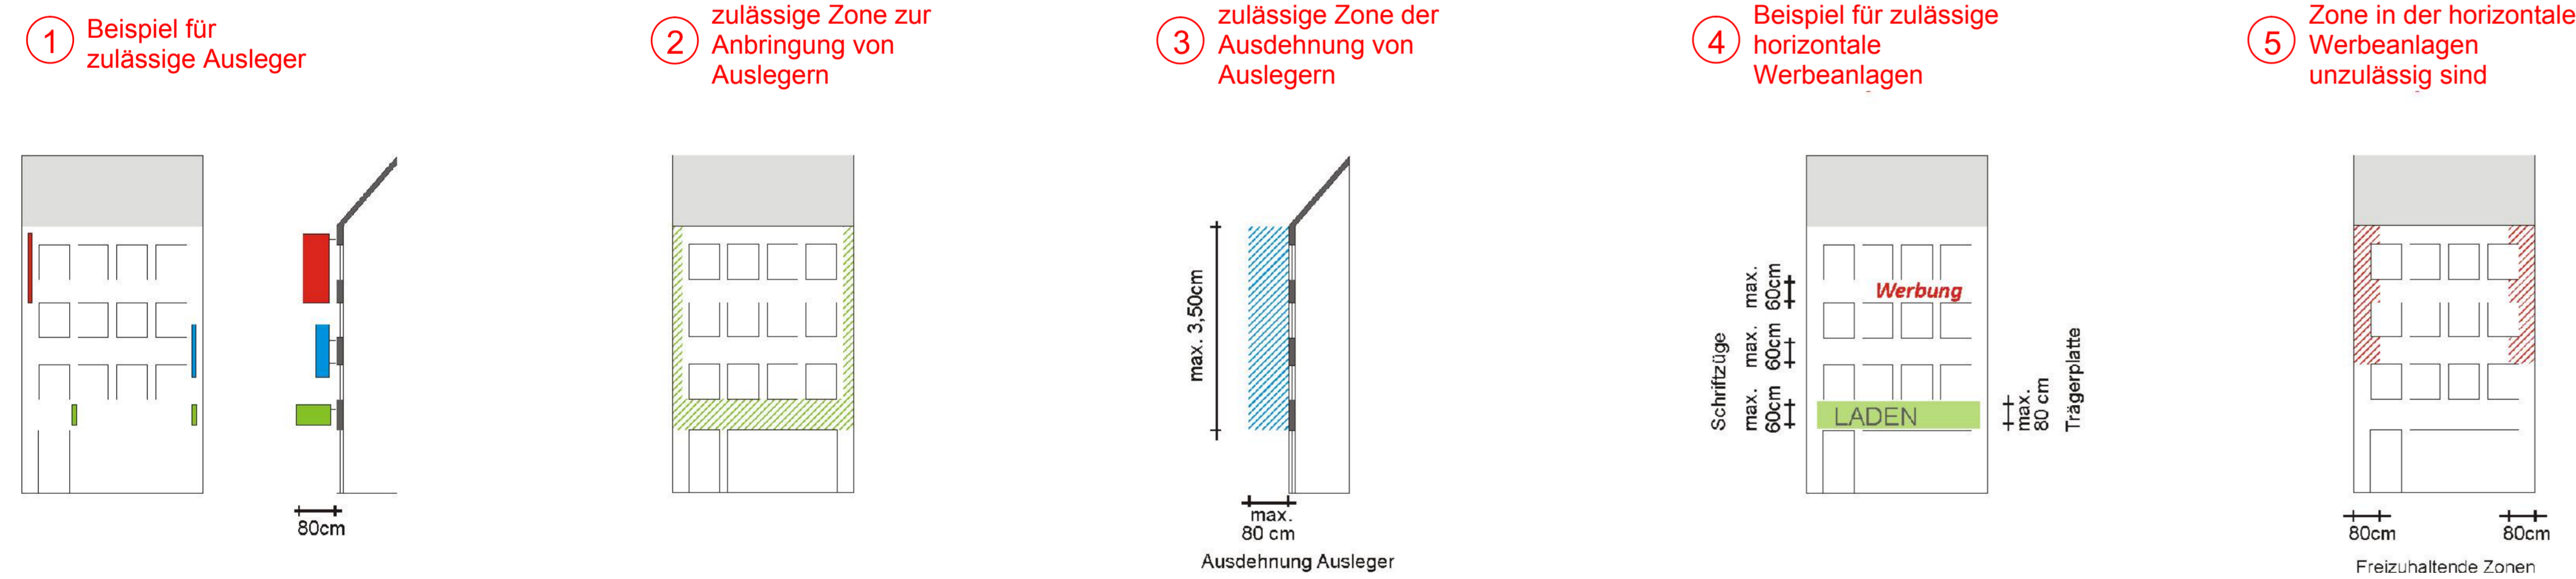 1
Beispiel für
zulässige Ausleger
80cm
2
zulässige Zone zur
Anbringung von
Auslegern
3
zulässige Zone der
Ausdehnung von
Auslegern
max. 3,50cm
max.
80 cm
Ausdehnung Ausleger
4
Beispiel für zulässige
horizontale
Werbeanlagen
Schriftzüge
max.
60cm
max.
60cm
max.
60cm
Werbung
LADEN
max.
80 cm
Trägerplatte
5
Zone in der horizontale
Werbeanlagen
unzulässig sind
80cm
80cm
Freizuhaltende Zonen